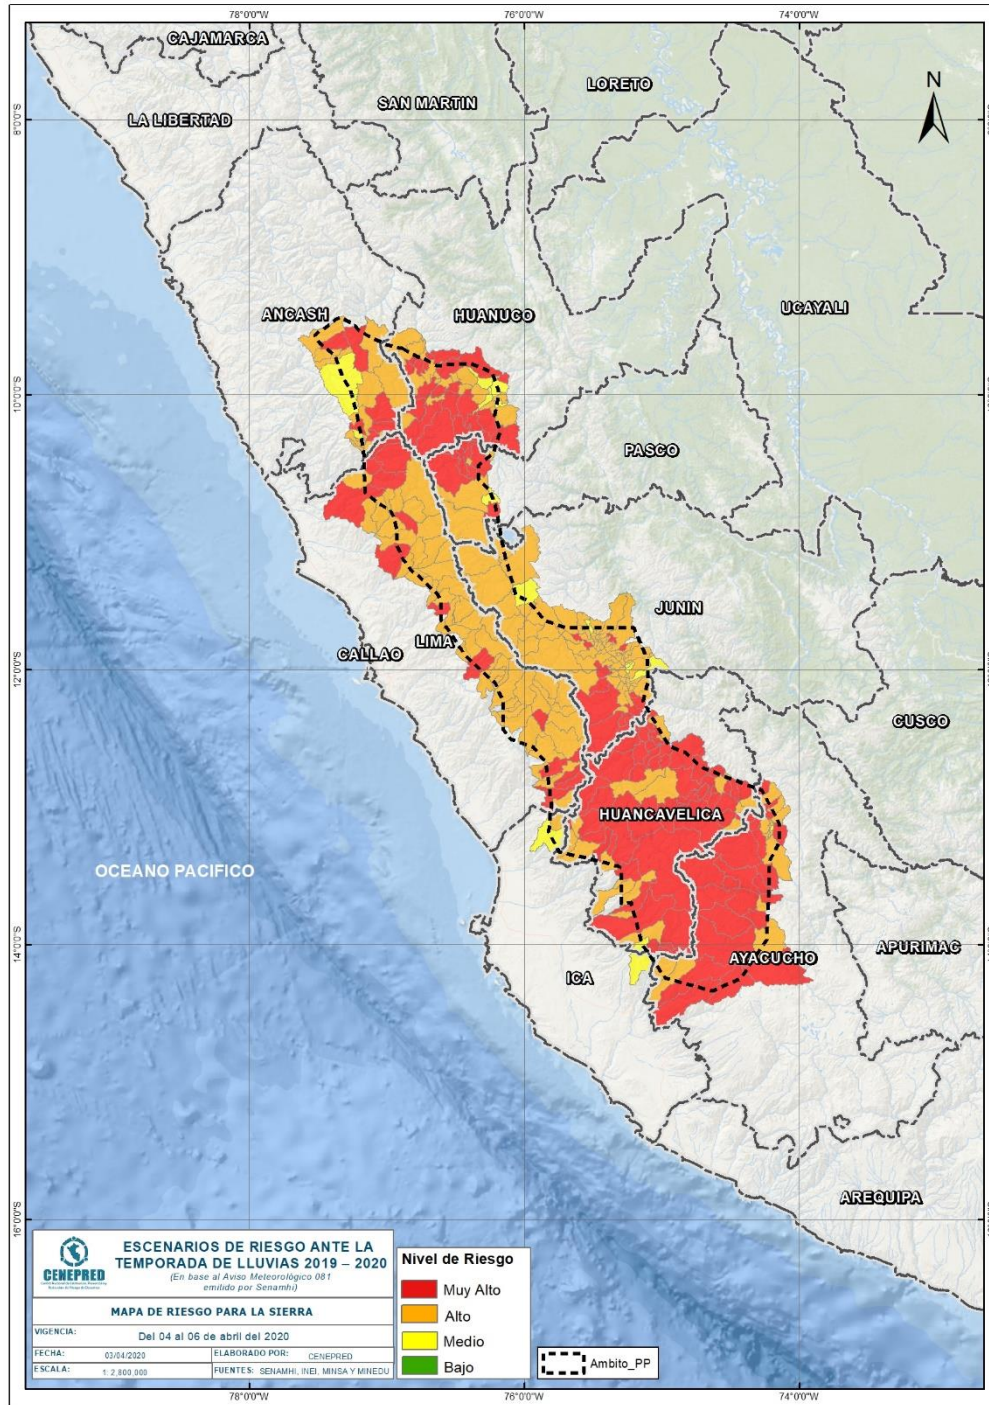 78°0'0"W 76°0'0"W 74°0'0"W
CAJAMARCA
LORETO
SAN MARTIN
N
LA LIBERTAD
8°0'0"S
ANCASH
HUANUCO
UCAYALI
10°0'0"S
PASCO
JUNIN
LIMA
CALLAO
12°0'0"S
CUSCO
HUANCAVELICA
OCEANO PACIFICO
14°0'0"S
APURIMAC
AYACUCHO
ICA
AREQUIPA
16°0'0"S
CENEPRED
ESCENARIOS DE RIESGO ANTE LA
TEMPORADA DE LLUVIAS 2019 – 2020
(En base al Aviso Meteorológico 081
emitido por Senamhi)
MAPA DE RIESGO PARA LA SIERRA
VIGENCIA: Del 04 al 06 de abril del 2020
FECHA: 03/04/2020 ELABORADO POR: CENEPRED
ESCALA: 1: 2,800,000 FUENTES: SENAMHI, INEI, MINSA Y MINEDU
Nivel de Riesgo
Muy Alto
Alto
Medio
Bajo
Ambito_PP
78°0'0"W 76°0'0"W 74°0'0"W